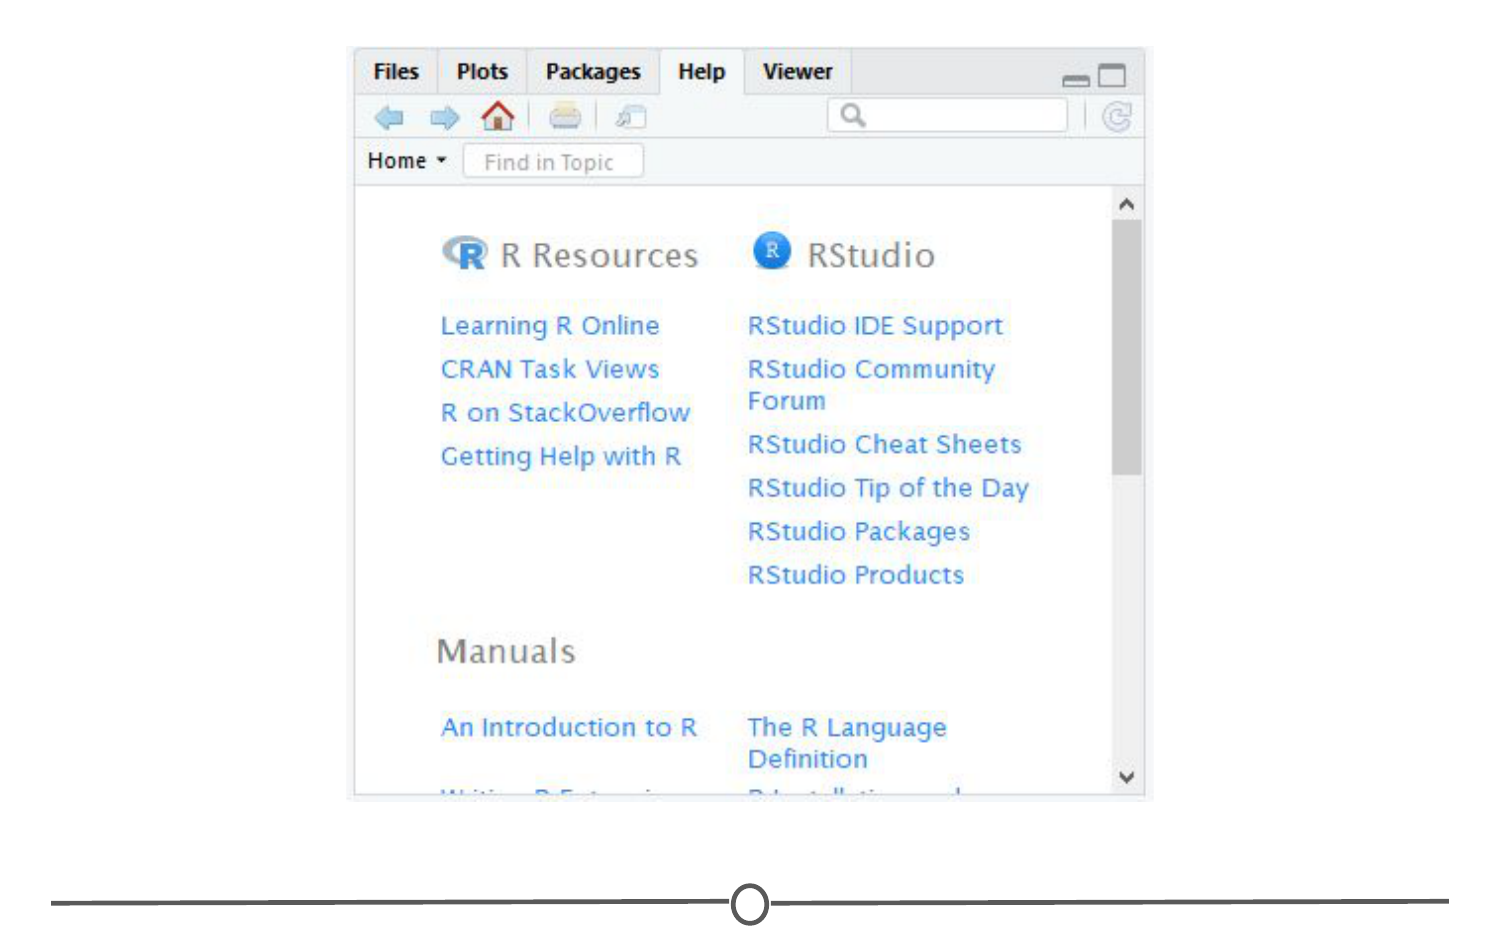 Files Plots Packages Help Viewer
Home Find in Topic
R Resources
Learning R Online
CRAN Task Views
R on StackOverflow
Getting Help with R
RStudio
RStudio IDE Support
RStudio Community
Forum
RStudio Cheat Sheets
RStudio Tip of the Day
RStudio Packages
RStudio Products
Manuals
An Introduction to R
The R Language
Definition